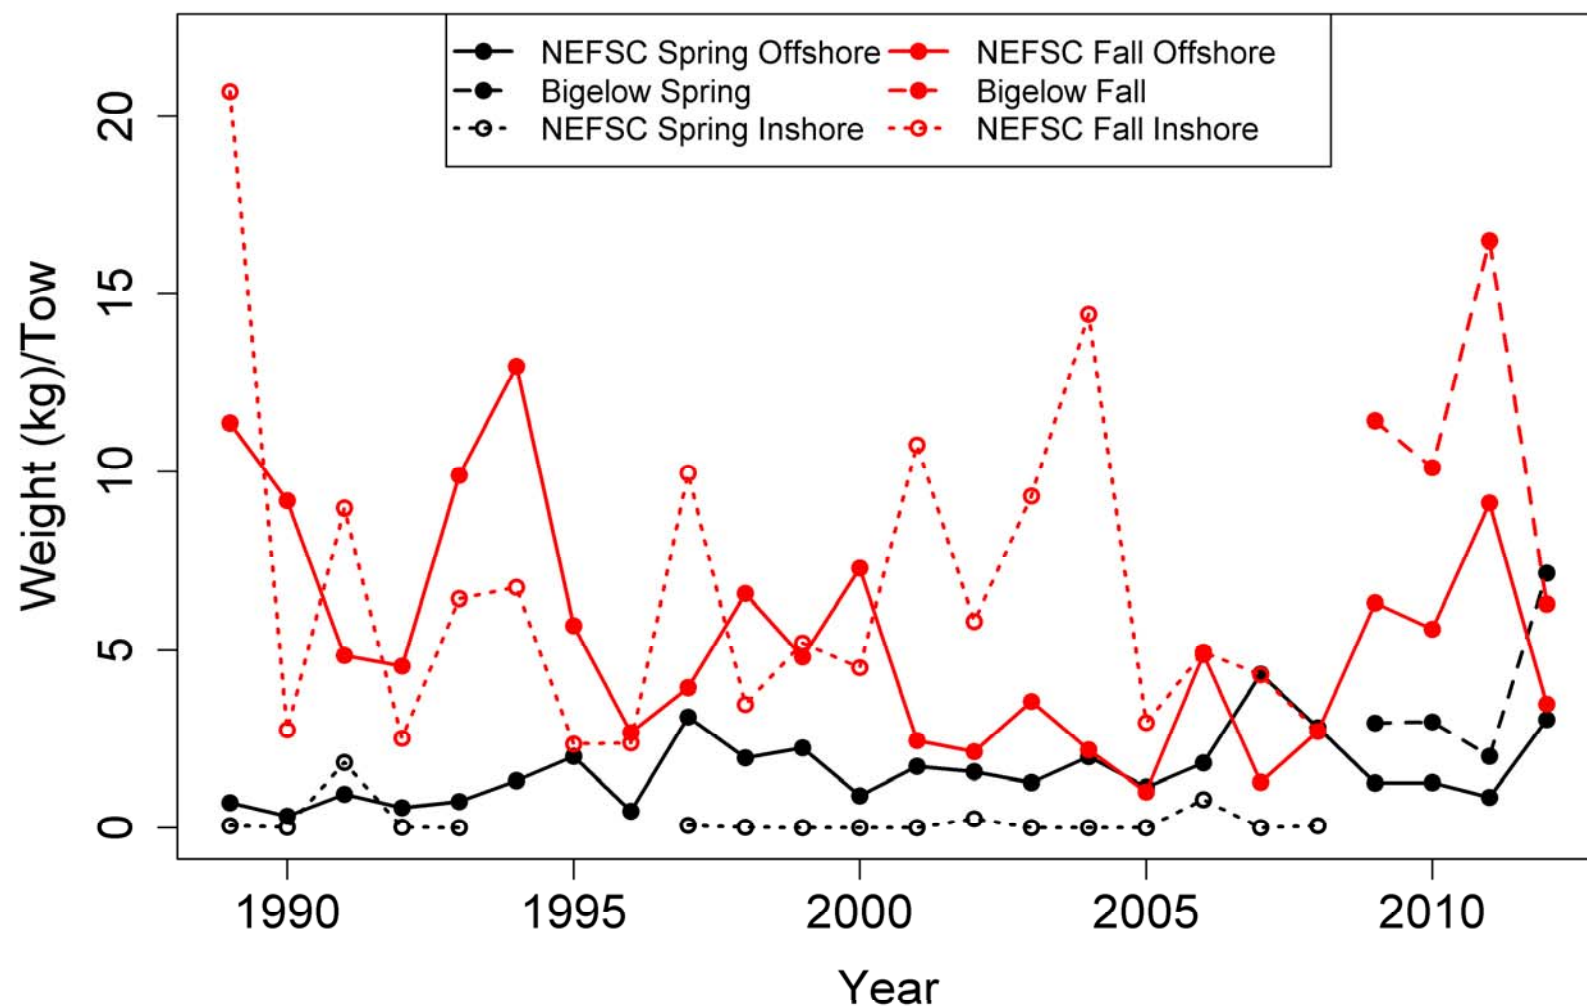 NEFSC Spring Offshore NEFSC Fall Offshore
Bigelow Spring Bigelow Fall
NEFSC Spring Inshore NEFSC Fall Inshore
Weight (kg)/Tow
20
15
10
5
0
1990 1995 2000 2005 2010
Year